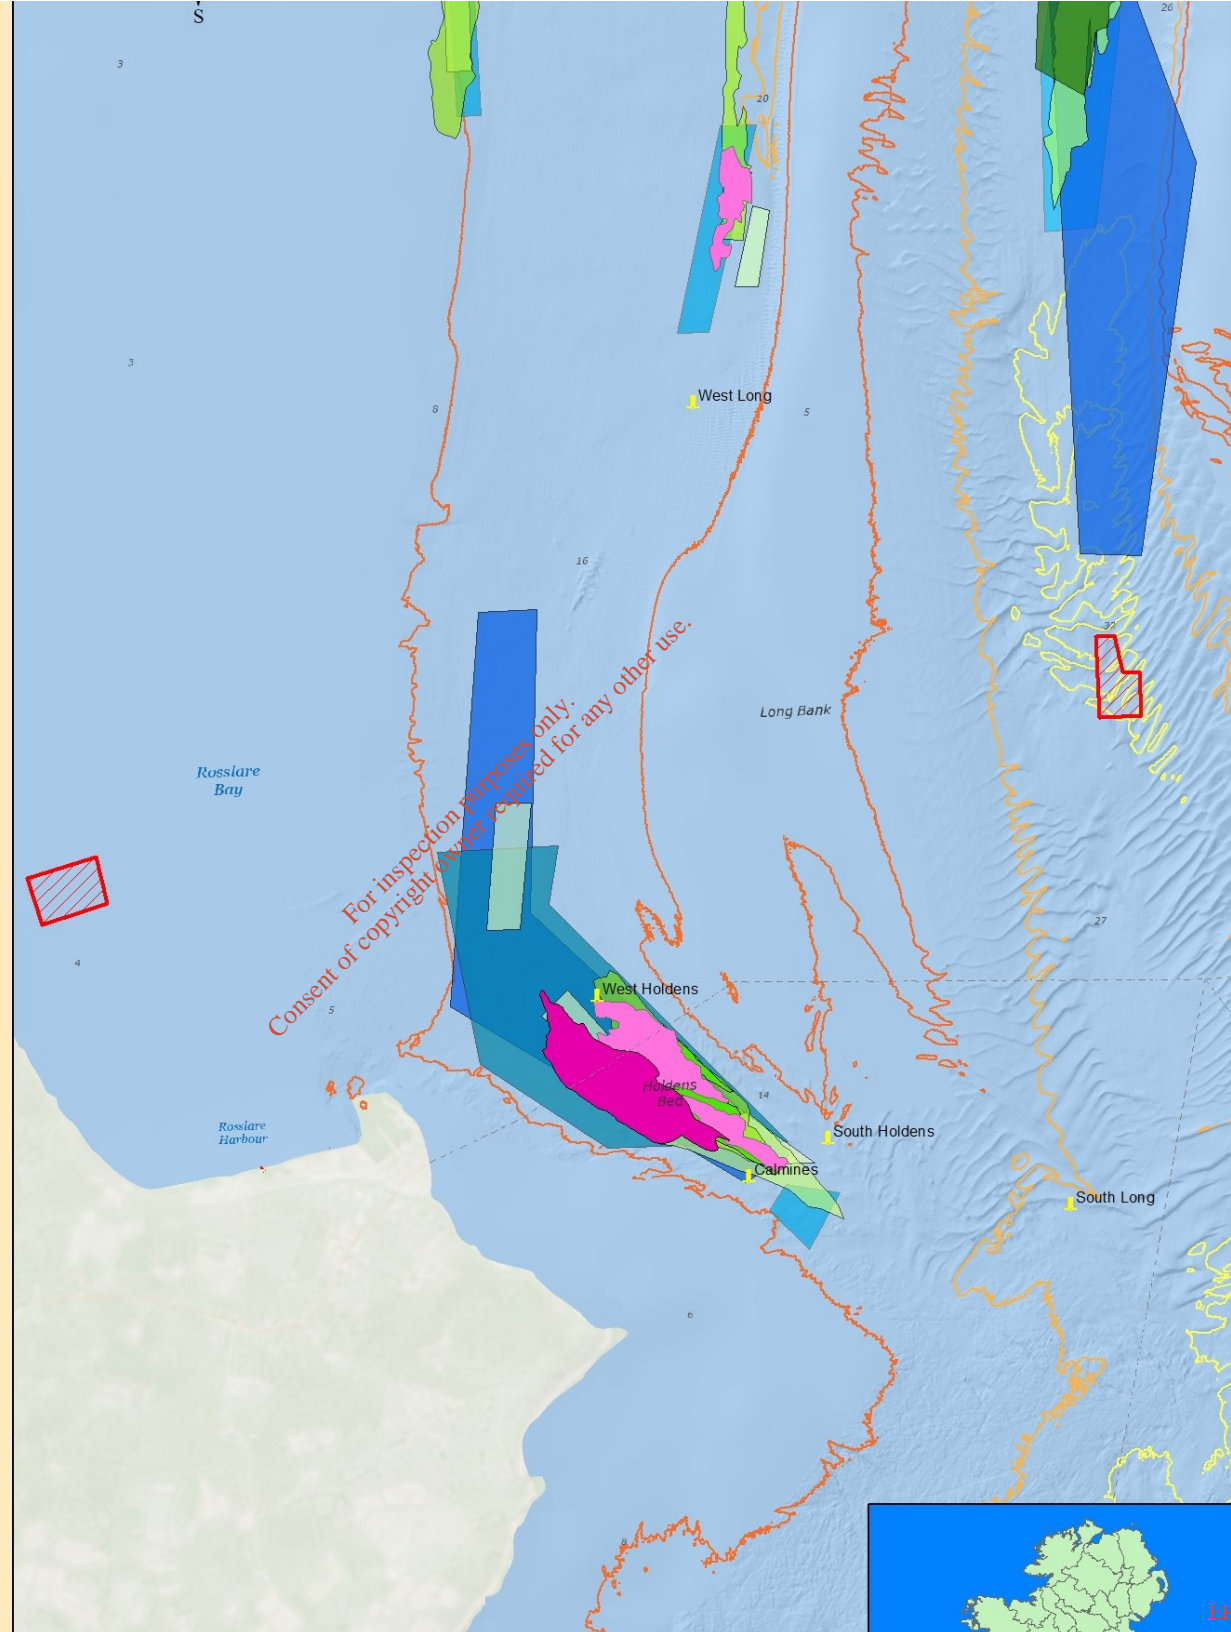 S
26
3
20
3
West Long
8
5
16
32
Long Bank
Rosslare
Bay
27
4
West Holdens
5
Holdens
Bed
14
Rosslare
Harbour
South Holdens
Calmines
South Long
6
8
For inspection purposes only.
Consent of copyright owner required for any other use.